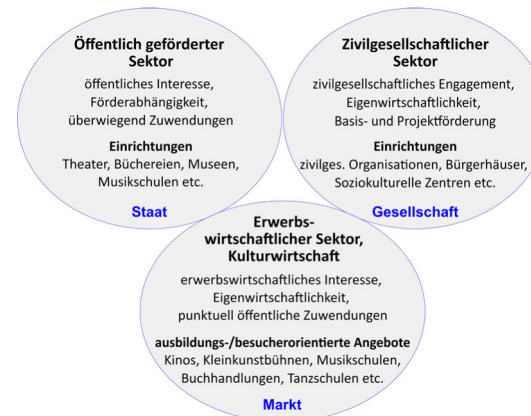 Öffentlich geförderter
Sektor
öffentliches Interesse,
Förderabhängigkeit,
überwiegend Zuwendungen
Einrichtungen
Theater, Büchereien, Museen,
Musikschulen etc.
Staat
Zivilgesellschaftlicher
Sektor
zivilgesellschaftliches Engagement,
Eigenwirtschaftlichkeit,
Basis- und Projektförderung
Einrichtungen
zivilges. Organisationen, Bürgerhäuser,
Soziokulturelle Zentren etc.
Gesellschaft
Erwerbs-
wirtschaftlicher Sektor,
Kulturwirtschaft
erwerbswirtschaftliches Interesse,
Eigenwirtschaftlichkeit,
punktuell öffentliche Zuwendungen
ausbildungs-/besucherorientierte Angebote
Kinos, Kleinkunstbühnen, Musikschulen,
Buchhandlungen, Tanzschulen etc.
Markt